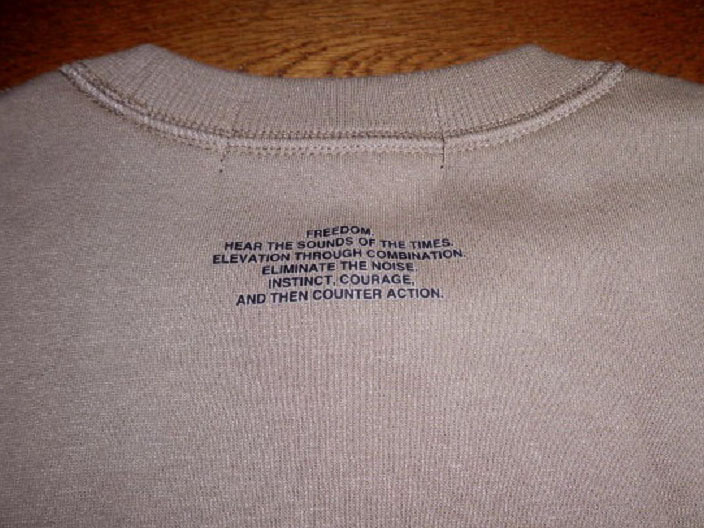 FREEDOM.
HEAR THE SOUNDS OF THE TIMES.
ELEVATION THROUGH COMBINATION.
ELIMINATE THE NOISE.
INSTINCT, COURAGE,
AND THEN COUNTER ACTION.